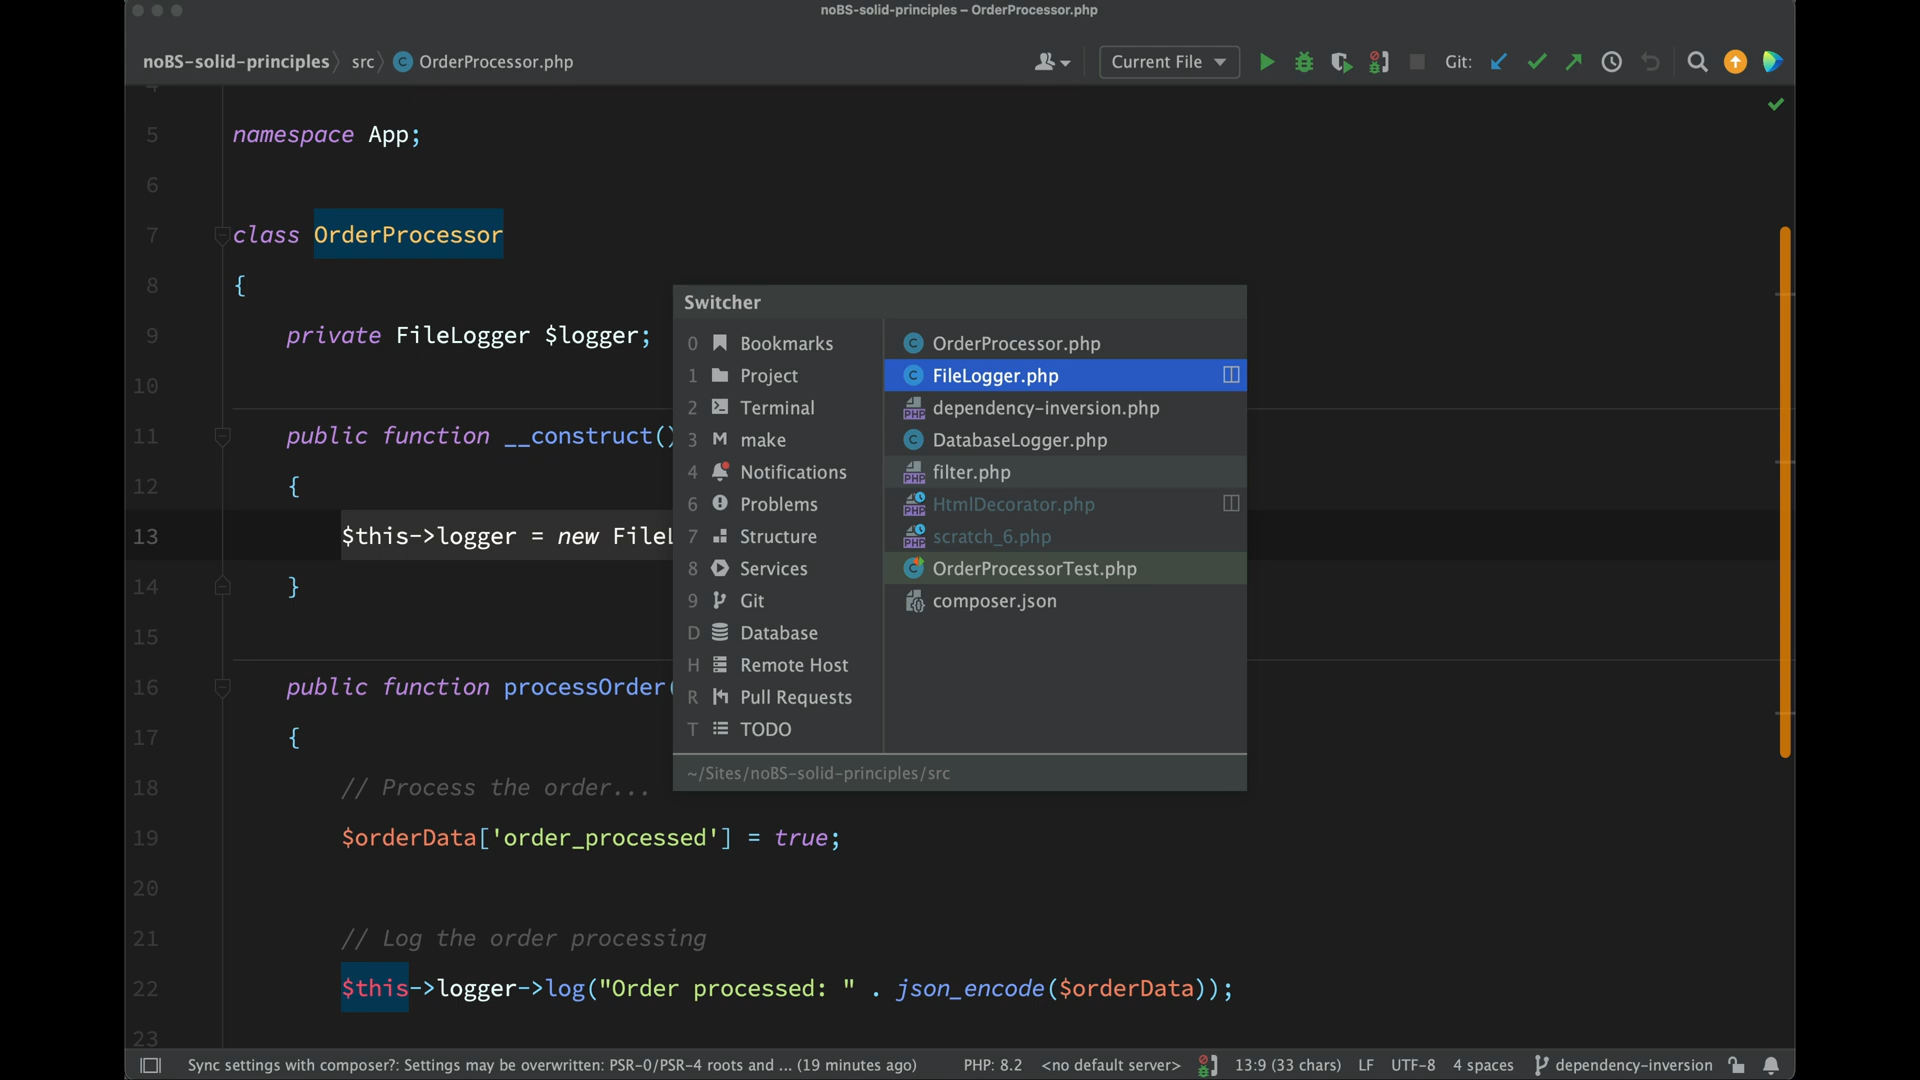 noBS-solid-principles – OrderProcessor.php
noBS-solid-principles
src
OrderProcessor.php
Current File
Git:
5
namespace App;
6
7
class OrderProcessor
8
{
9
private FileLogger $logger;
10
11
public function __construct()
12
{
13
$this->logger = new FileL
14
}
15
16
public function processOrder(
17
{
18
// Process the order...
19
$orderData['order_processed'] = true;
20
21
// Log the order processing
22
$this->logger->log("Order processed: " . json_encode($orderData));
23
Switcher
0 Bookmarks
1 Project
2 Terminal
3 M make
4 Notifications
6 Problems
7 Structure
8 Services
9 Git
D Database
H Remote Host
R Pull Requests
T TODO
C OrderProcessor.php
C FileLogger.php
PHP dependency-inversion.php
C DatabaseLogger.php
PHP filter.php
PHP HtmlDecorator.php
PHP scratch_6.php
C OrderProcessorTest.php
composer.json
~/Sites/noBS-solid-principles/src
Sync settings with composer?: Settings may be overwritten: PSR-0/PSR-4 roots and ... (19 minutes ago)
PHP: 8.2
<no default server>
13:9 (33 chars)
LF
UTF-8
4 spaces
dependency-inversion